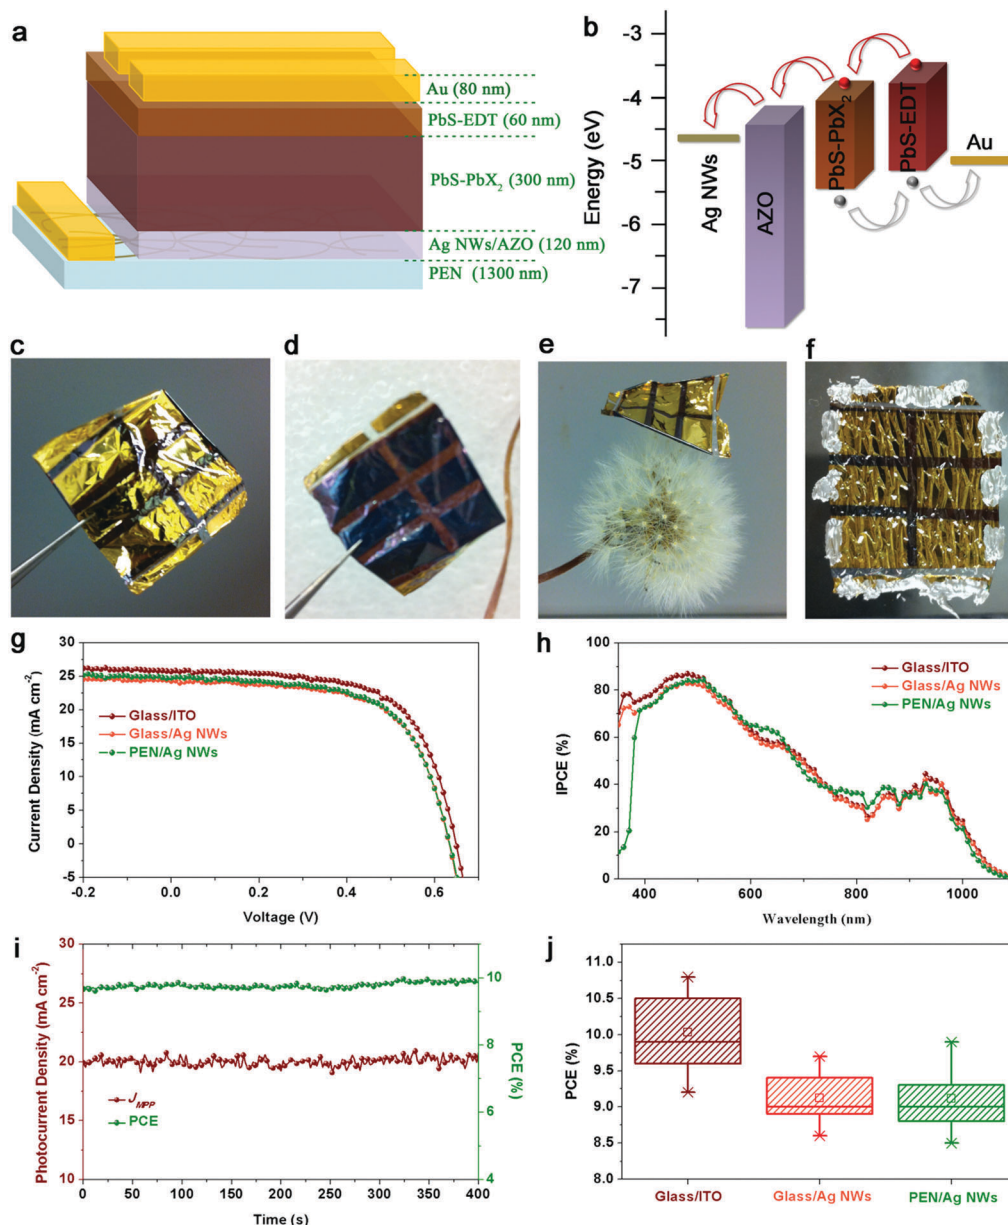 a
Au (80 nm)
PbS-EDT (60 nm)
PbS-PbX₂ (300 nm)
Ag NWs/AZO (120 nm)
PEN (1300 nm)
b
Energy (eV)
-3
-4
-5
-6
-7
Ag NWs
AZO
PbS-PbX₂
PbS-EDT
Au
c
d
e
f
g
Current Density (mA cm⁻²)
30
25
20
15
10
5
0
-5
Glass/ITO
Glass/Ag NWs
PEN/Ag NWs
-0.2
0.0
0.2
0.4
0.6
Voltage (V)
h
IPCE (%)
100
80
60
40
20
0
Glass/ITO
Glass/Ag NWs
PEN/Ag NWs
400
600
800
1000
Wavelength (nm)
i
Photocurrent Density (mA cm⁻²)
30
25
20
15
10
J_MPP
PCE
10
8
6
4
PCE (%)
0
50
100
150
200
250
300
350
400
Time (s)
j
PCE (%)
11.0
10.5
10.0
9.5
9.0
8.5
8.0
Glass/ITO
Glass/Ag NWs
PEN/Ag NWs